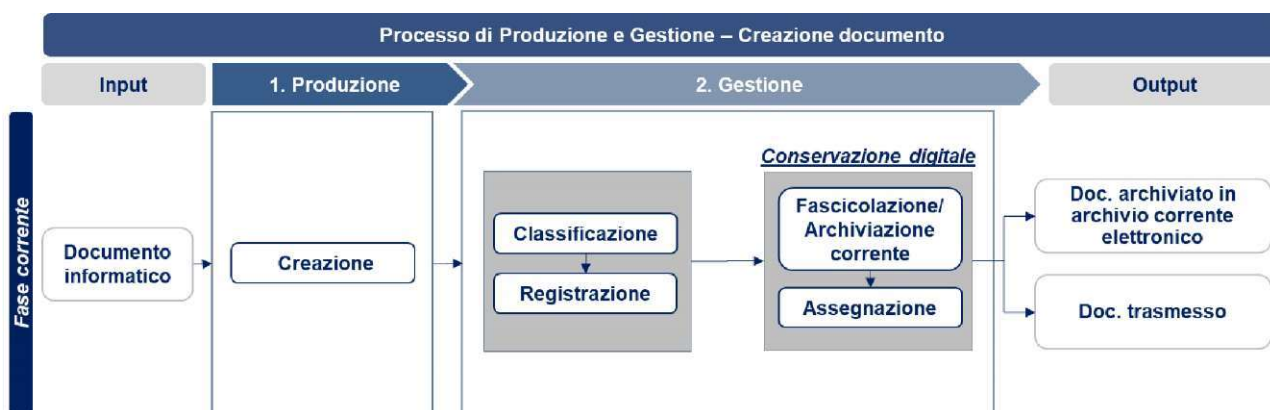 Processo di Produzione e Gestione – Creazione documento
Input
1. Produzione
2. Gestione
Output
Fase corrente
Documento
informatico
Creazione
Classificazione
Registrazione
Conservazione digitale
Fascicolazione/
Archiviazione
corrente
Assegnazione
Doc. archiviato in
archivio corrente
elettronico
Doc. trasmesso